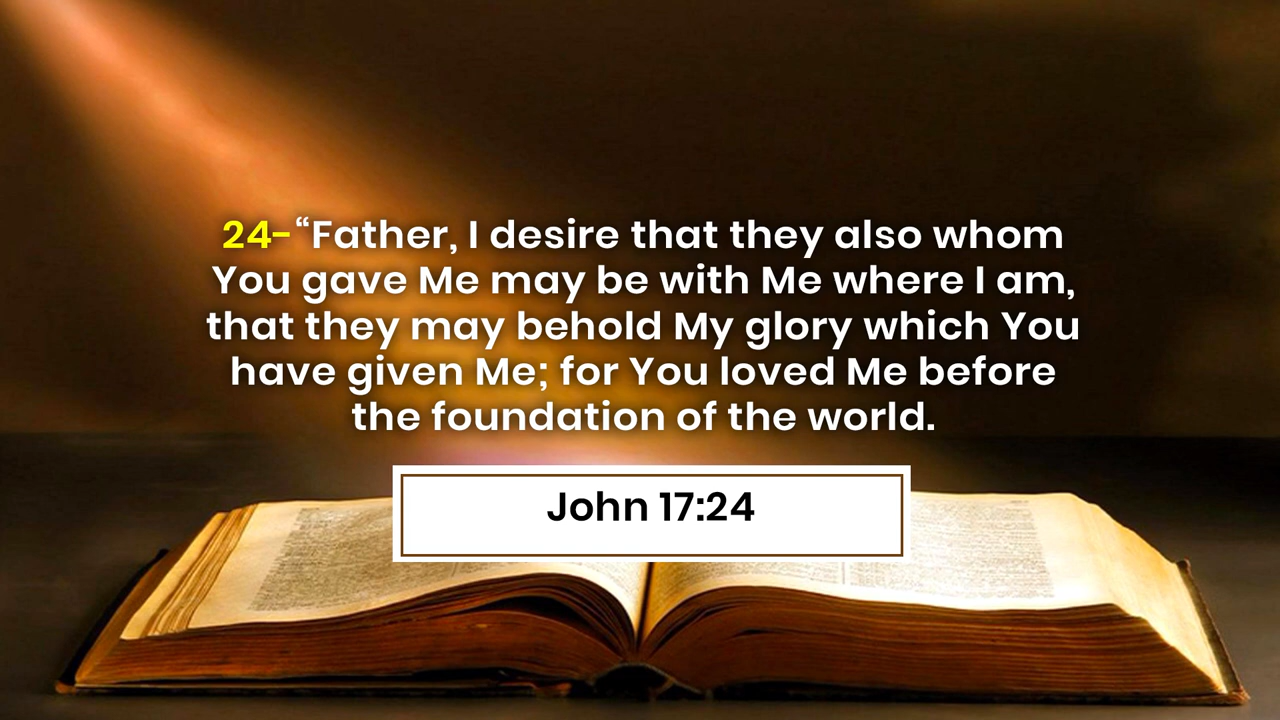 24-“Father, I desire that they also whom
You gave Me may be with Me where I am,
that they may behold My glory which You
have given Me; for You loved Me before
the foundation of the world.
John 17:24